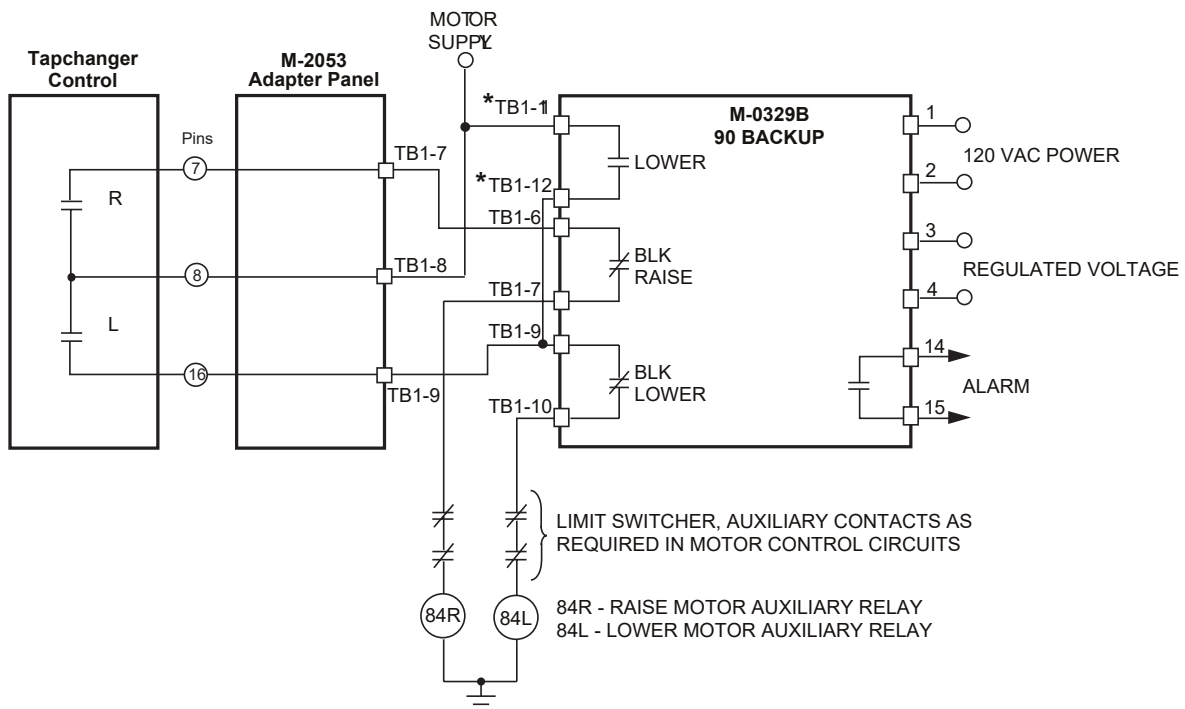 MOTOR
SUPPLY
Tapchanger
Control
M-2053
Adapter Panel
*TB1-11
M-0329B
90 BACKUP
1
120 VAC POWER
2
Pins
7
TB1-7
LOWER
*TB1-12
R
TB1-6
3
REGULATED VOLTAGE
4
BLK
RAISE
8
TB1-8
TB1-7
L
TB1-9
14
ALARM
15
16
TB1-9
BLK
LOWER
TB1-10
LIMIT SWITCHER, AUXILIARY CONTACTS AS
REQUIRED IN MOTOR CONTROL CIRCUITS
84R
84L
84R - RAISE MOTOR AUXILIARY RELAY
84L - LOWER MOTOR AUXILIARY RELAY